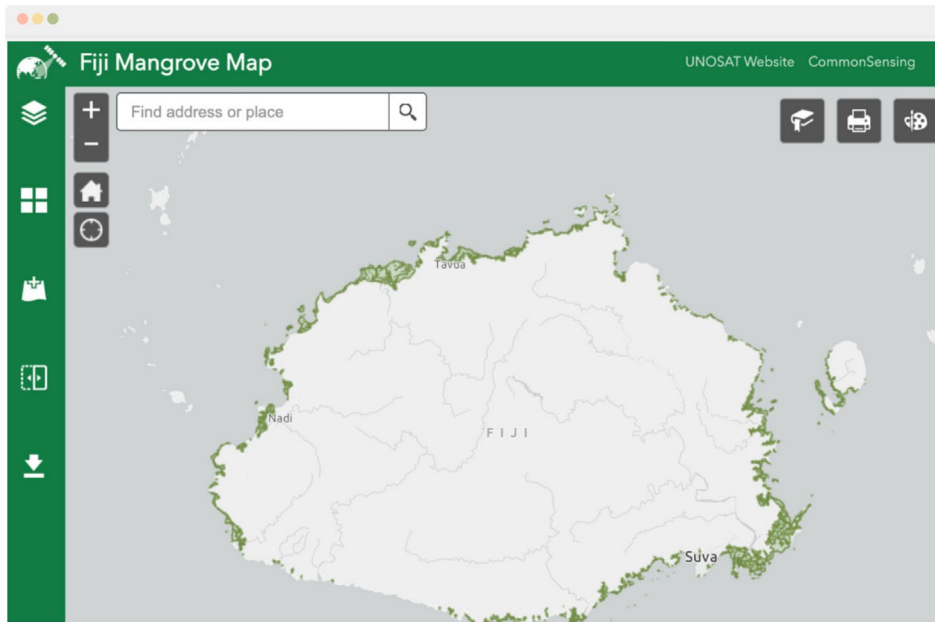 Fiji Mangrove Map
UNOSAT Website CommonSensing
Find address or place
Tavua
Nadi
FIJI
Suva